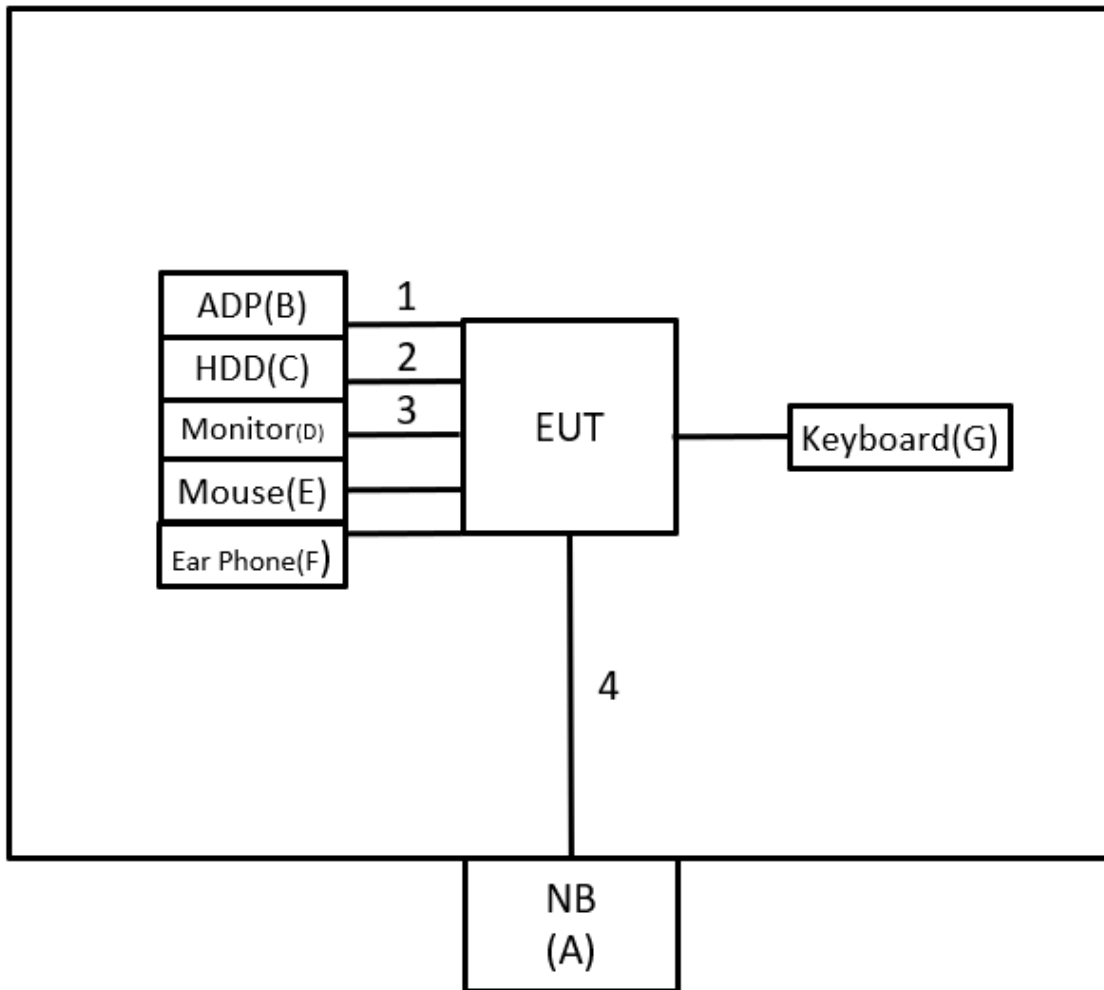 ADP(B)
1
HDD(C)
2
Monitor(D)
3
EUT
Keyboard(G)
Mouse(E)
Ear Phone(F)
4
NB
(A)